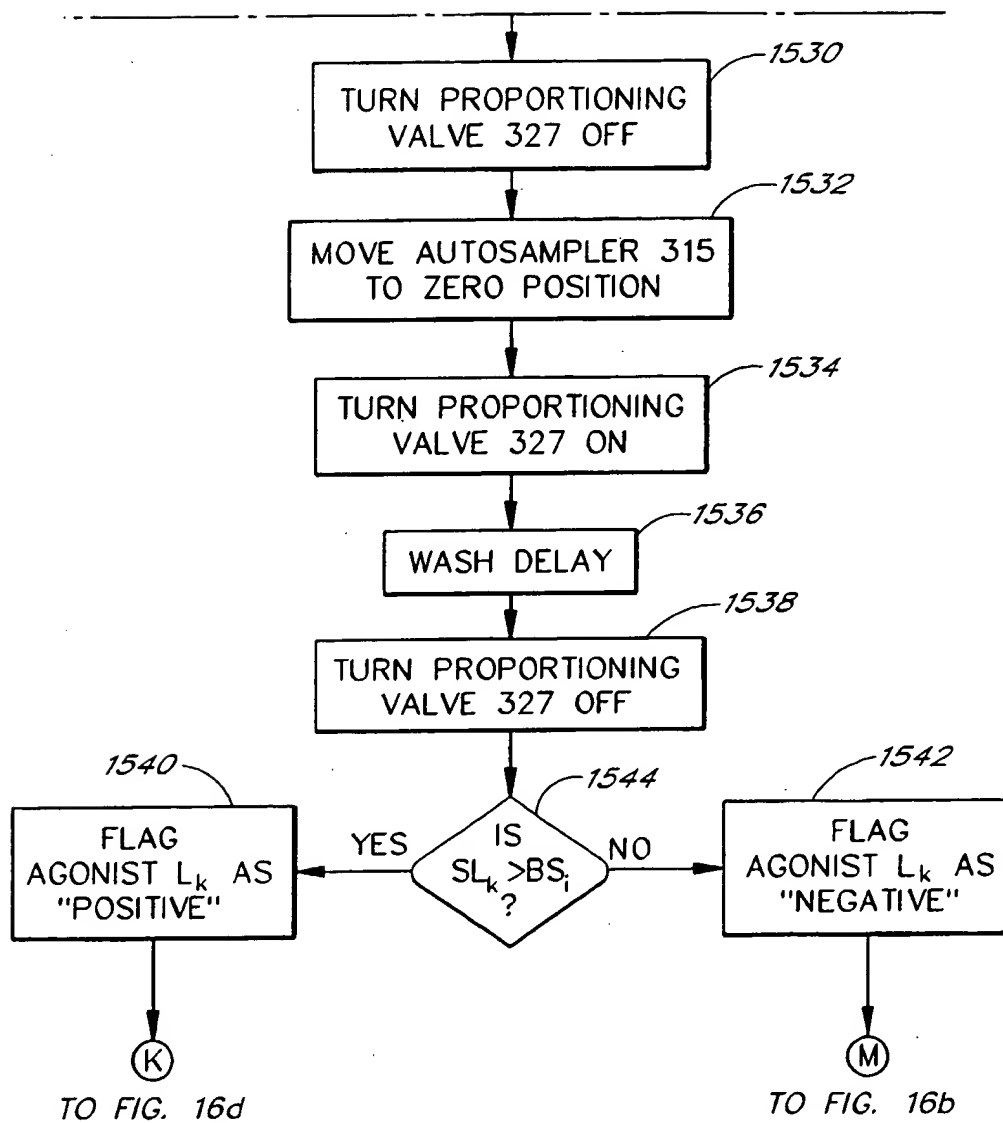 1530
TURN PROPORTIONING
VALVE 327 OFF
1532
MOVE AUTOSAMPLER 315
TO ZERO POSITION
1534
TURN PROPORTIONING
VALVE 327 ON
1536
WASH DELAY
1538
TURN PROPORTIONING
VALVE 327 OFF
1540
FLAG
AGONIST Lk AS
"POSITIVE"
YES
1544
IS
SLk >BSi
?
NO
1542
FLAG
AGONIST Lk AS
"NEGATIVE"
K
TO FIG. 16d
M
TO FIG. 16b